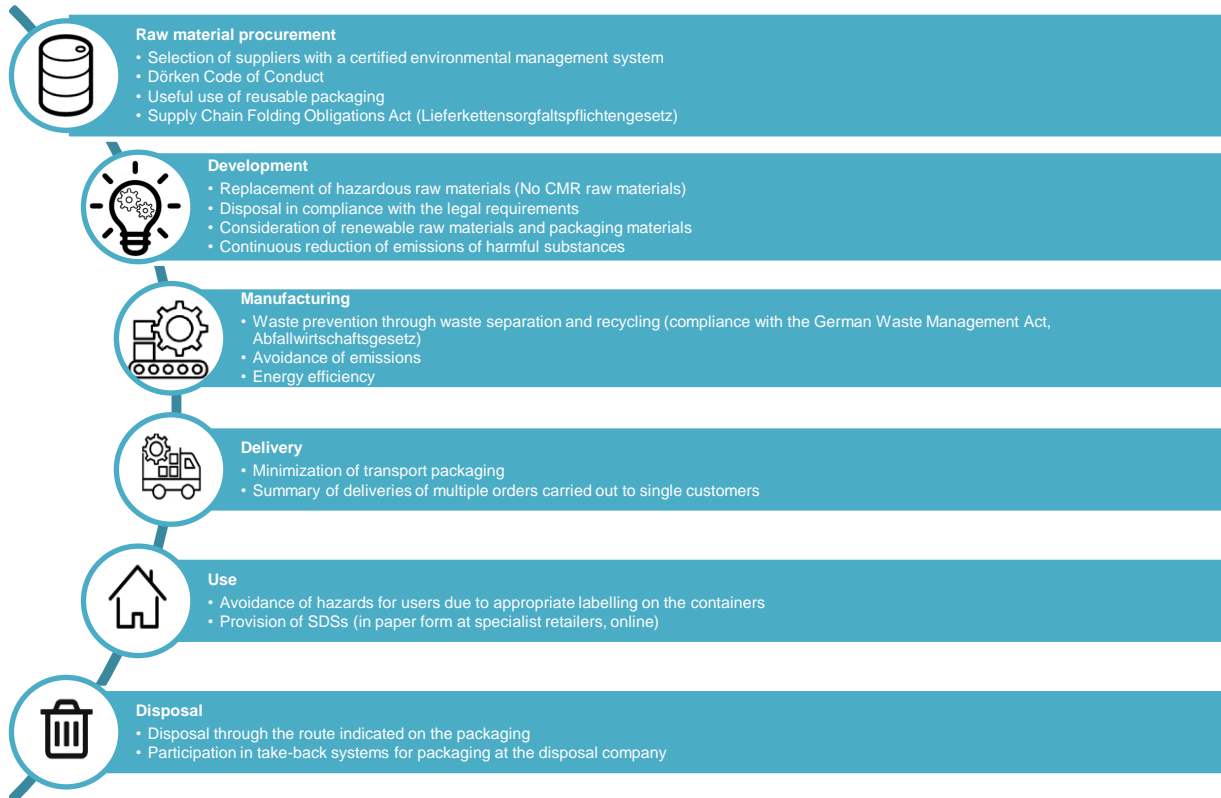 Raw material procurement
• Selection of suppliers with a certified environmental management system
• Dörken Code of Conduct
• Useful use of reusable packaging
• Supply Chain Folding Obligations Act (Lieferkettensorgfaltspflichtengesetz)
Development
• Replacement of hazardous raw materials (No CMR raw materials)
• Disposal in compliance with the legal requirements
• Consideration of renewable raw materials and packaging materials
• Continuous reduction of emissions of harmful substances
Manufacturing
• Waste prevention through waste separation and recycling (compliance with the German Waste Management Act,
Abfallwirtschaftsgesetz)
• Avoidance of emissions
• Energy efficiency
Delivery
• Minimization of transport packaging
• Summary of deliveries of multiple orders carried out to single customers
Use
• Avoidance of hazards for users due to appropriate labelling on the containers
• Provision of SDSs (in paper form at specialist retailers, online)
Disposal
• Disposal through the route indicated on the packaging
• Participation in take-back systems for packaging at the disposal company